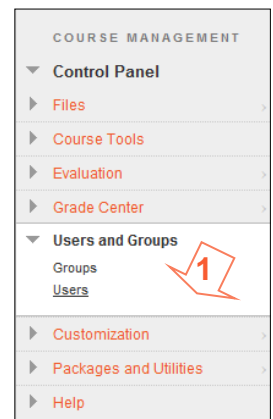 COURSE MANAGEMENT
Control Panel
Files
Course Tools
Evaluation
Grade Center
Users and Groups
Groups
1
Users
Customization
Packages and Utilities
Help